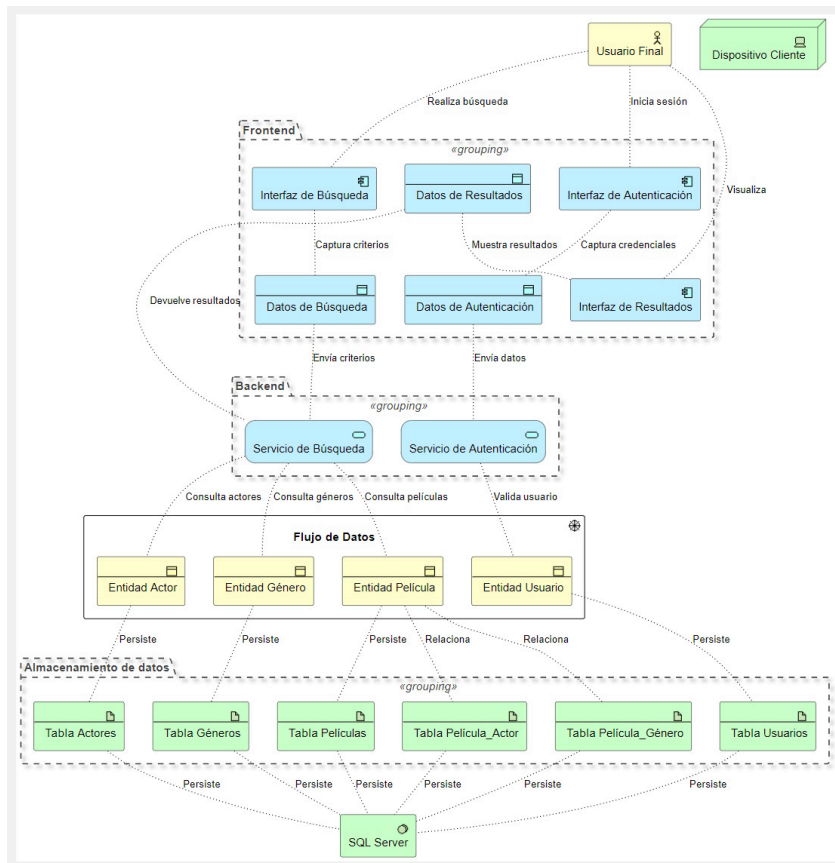 Usuario Final
Dispositivo Cliente
Realiza búsqueda
Inicia sesión
Frontend
«grouping»
Interfaz de Búsqueda
Datos de Resultados
Interfaz de Autenticación
Visualiza
Captura criterios
Muestra resultados
Captura credenciales
Devuelve resultados
Datos de Búsqueda
Datos de Autenticación
Interfaz de Resultados
Envía criterios
Envía datos
Backend
«grouping»
Servicio de Búsqueda
Servicio de Autenticación
Consulta actores
Consulta géneros
Consulta películas
Valida usuario
Flujo de Datos
Entidad Actor
Entidad Género
Entidad Película
Entidad Usuario
Persiste
Persiste
Persiste
Relaciona
Relaciona
Persiste
Almacenamiento de datos
«grouping»
Tabla Actores
Tabla Géneros
Tabla Películas
Tabla Película_Actor
Tabla Película_Género
Tabla Usuarios
Persiste
Persiste
Persiste
Persiste
Persiste
Persiste
SQL Server